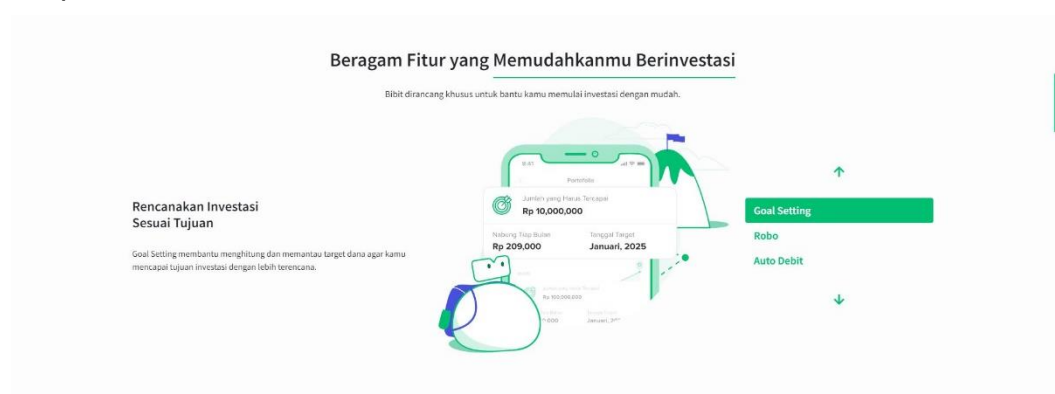 Beragam Fitur yang Memudahkanmu Berinvestasi
Bibit dirancang khusus untuk bantu kamu memulai investasi dengan mudah.
Rencanakan Investasi
Sesuai Tujuan
Goal Setting membantu menghitung dan memantau target dana agar kamu
mencapai tujuan investasi dengan lebih terencana.
8:41
Portofolio
Jumlah yang Harus Tercapai
Rp 10,000,000
Nabung Tiap Bulan
Tanggal Target
Rp 209,000
Januari, 2025
Rp 100,000,000
Goal Setting
Robo
Auto Debit